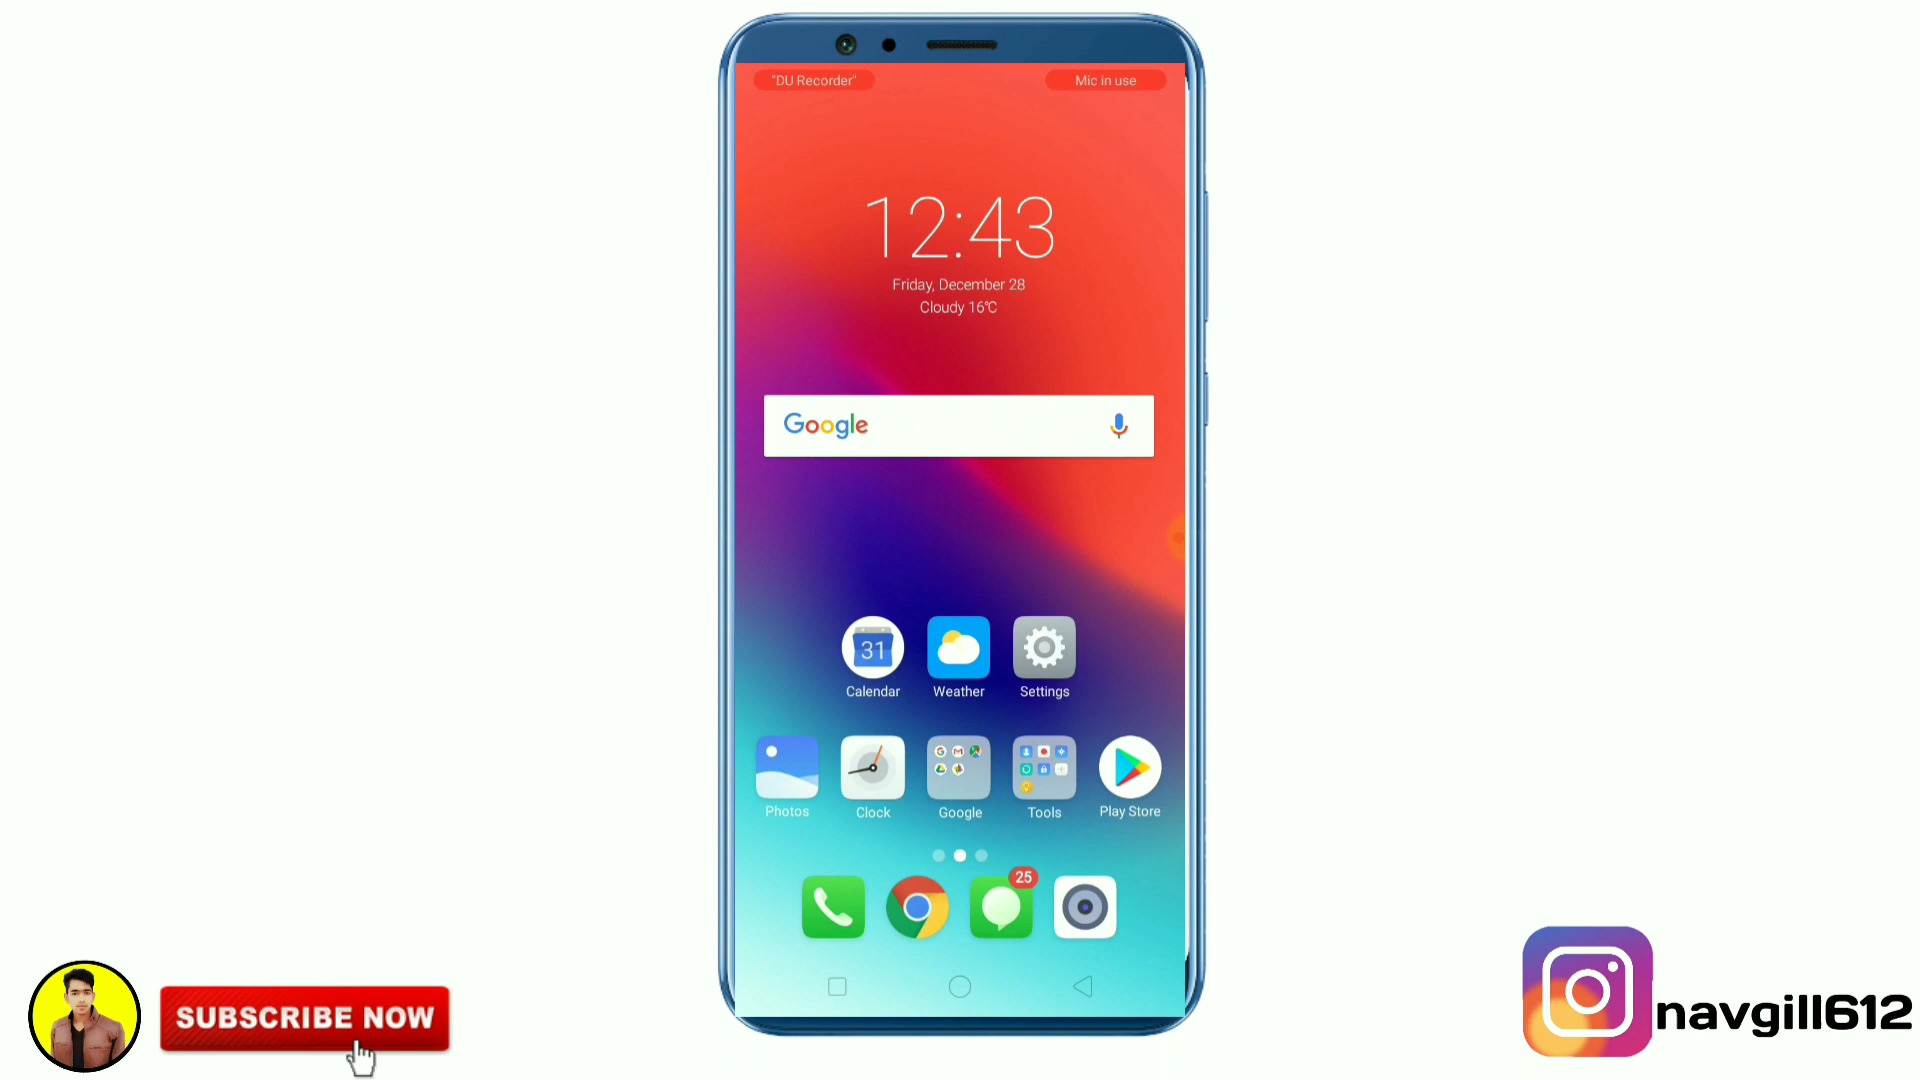 "DU Recorder" Mic in use
12:43
Friday, December 28
Cloudy 16℃
Google
31
Calendar Weather Settings
Photos Clock Google Tools Play Store
25
SUBSCRIBE NOW
navgill612